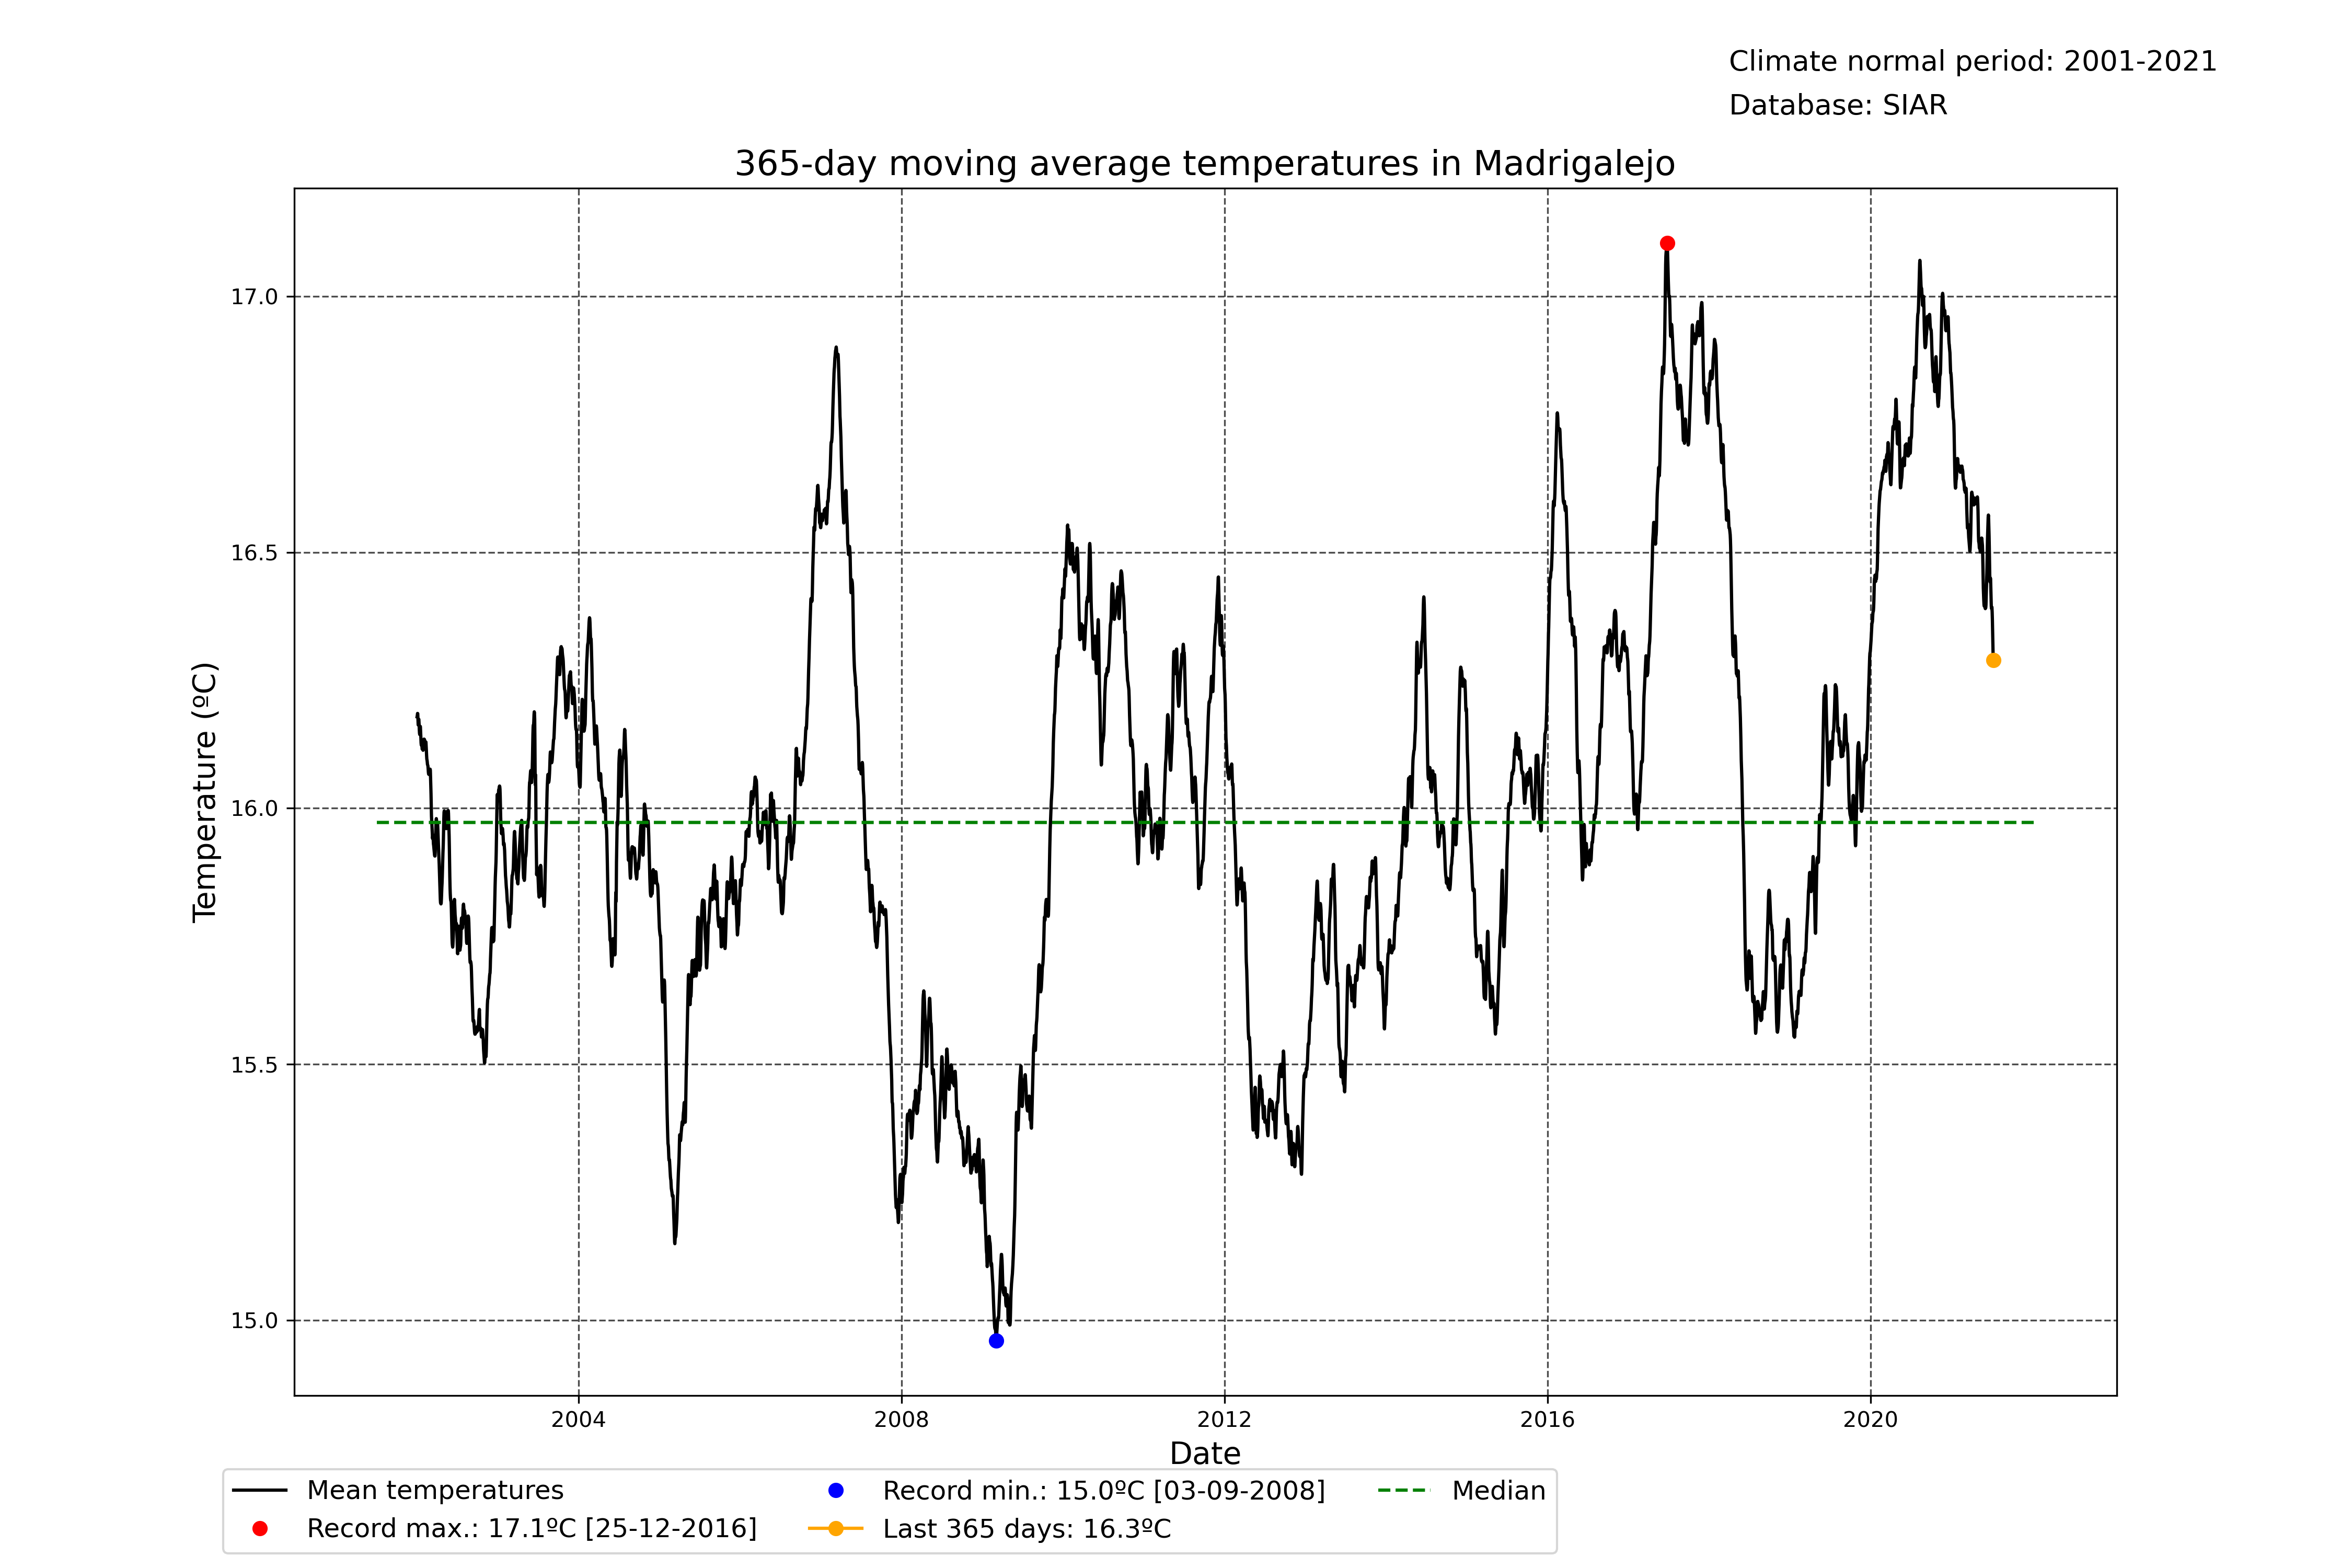 Climate normal period: 2001-2021
Database: SIAR
365-day moving average temperatures in Madrigalejo
Temperature (ºC)
17.0
16.5
16.0
15.5
15.0
2004
2008
2012
2016
2020
Date
Mean temperatures
Record max.: 17.1ºC [25-12-2016]
Record min.: 15.0ºC [03-09-2008]
Last 365 days: 16.3ºC
Median